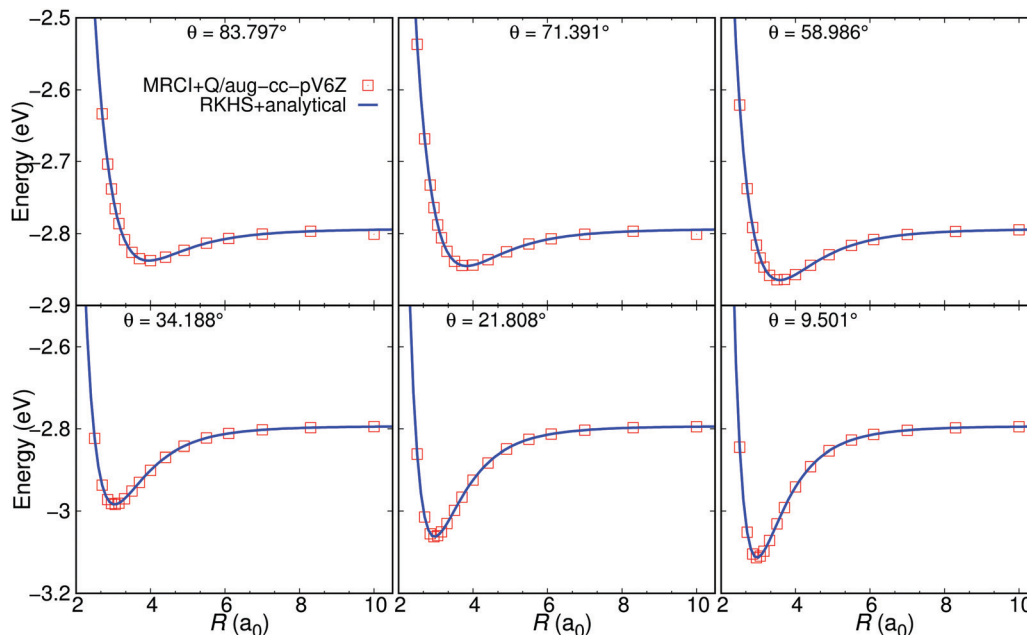 θ = 83.797°
θ = 71.391°
θ = 58.986°
MRCI+Q/aug−cc−pV6Z
RKHS+analytical
Energy (eV)
−2.5
−2.6
−2.7
−2.8
−2.9
θ = 34.188°
θ = 21.808°
θ = 9.501°
Energy (eV)
−2.6
−2.8
−3
−3.2
2 4 6 8 10
2 4 6 8 10
2 4 6 8 10
R (a0)
R (a0)
R (a0)